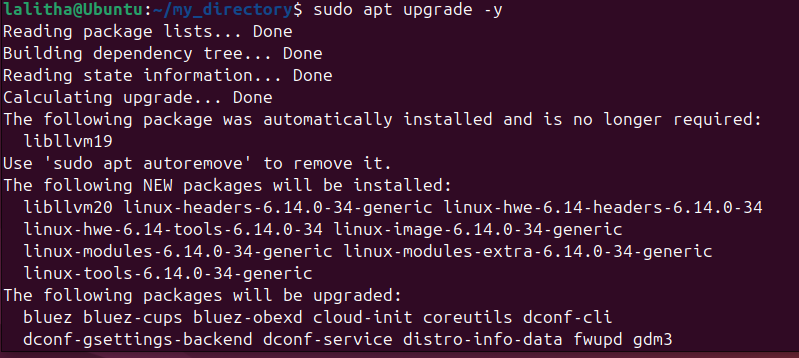 lalitha@Ubuntu:~/my_directory$ sudo apt upgrade -y
Reading package lists... Done
Building dependency tree... Done
Reading state information... Done
Calculating upgrade... Done
The following package was automatically installed and is no longer required:
  libllvm19
Use 'sudo apt autoremove' to remove it.
The following NEW packages will be installed:
  libllvm20 linux-headers-6.14.0-34-generic linux-hwe-6.14-headers-6.14.0-34
  linux-hwe-6.14-tools-6.14.0-34 linux-image-6.14.0-34-generic
  linux-modules-6.14.0-34-generic linux-modules-extra-6.14.0-34-generic
  linux-tools-6.14.0-34-generic
The following packages will be upgraded:
  bluez bluez-cups bluez-obexd cloud-init coreutils dconf-cli
  dconf-gsettings-backend dconf-service distro-info-data fwupd gdm3